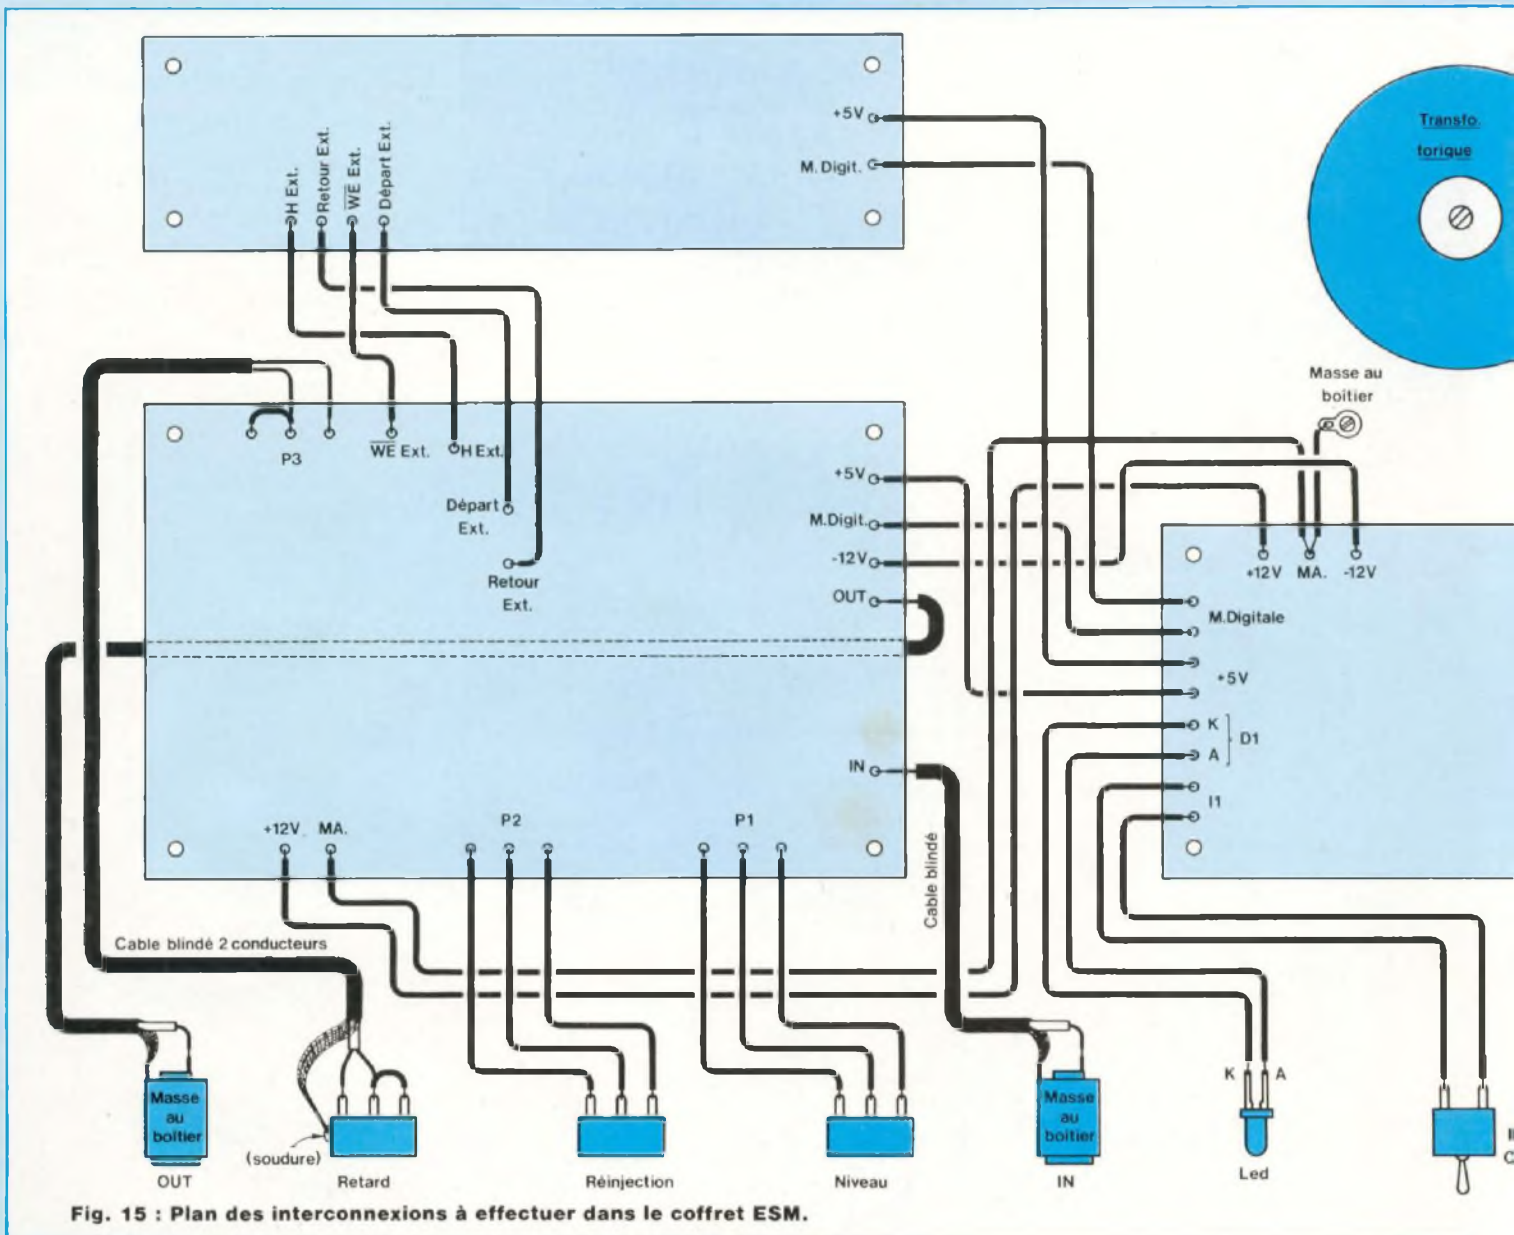 +5V
M. Digit.
H Ext.
Retour Ext.
WE Ext.
Départ Ext.
Transfo.
torique
Masse au
boîtier
P3
WE Ext.
H Ext.
Départ
Ext.
Retour
Ext.
+5V
M.Digit.
-12V
OUT
IN
+12V
MA.
P2
P1
+12V
MA.
-12V
M.Digitale
+5V
K
A
D1
I1
Cable blindé
Cable blindé 2 conducteurs
Masse
au
boîtier
OUT
(soudure)
Retard
Réinjection
Niveau
Masse
au
boîtier
IN
K
A
Led
Fig. 15 : Plan des interconnexions à effectuer dans le coffret ESM.